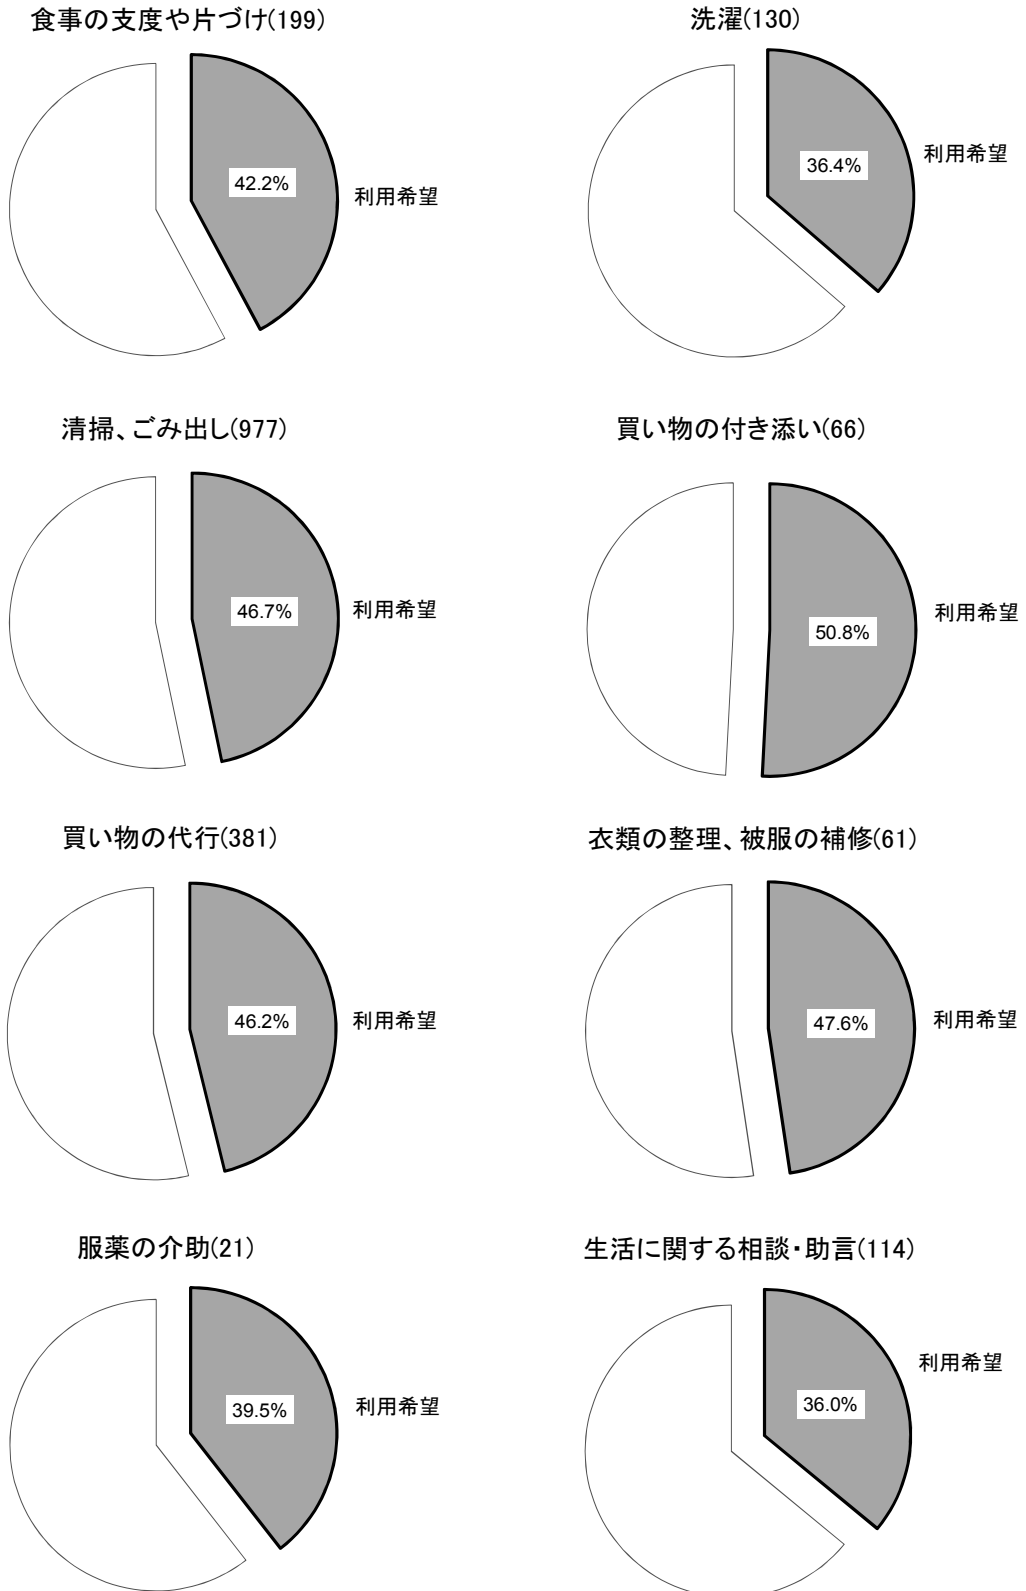 食事の支度や片づけ(199)
42.2%
利用希望
洗濯(130)
36.4%
利用希望
清掃、ごみ出し(977)
46.7%
利用希望
買い物の付き添い(66)
50.8%
利用希望
買い物の代行(381)
46.2%
利用希望
衣類の整理、被服の補修(61)
47.6%
利用希望
服薬の介助(21)
39.5%
利用希望
生活に関する相談・助言(114)
36.0%
利用希望